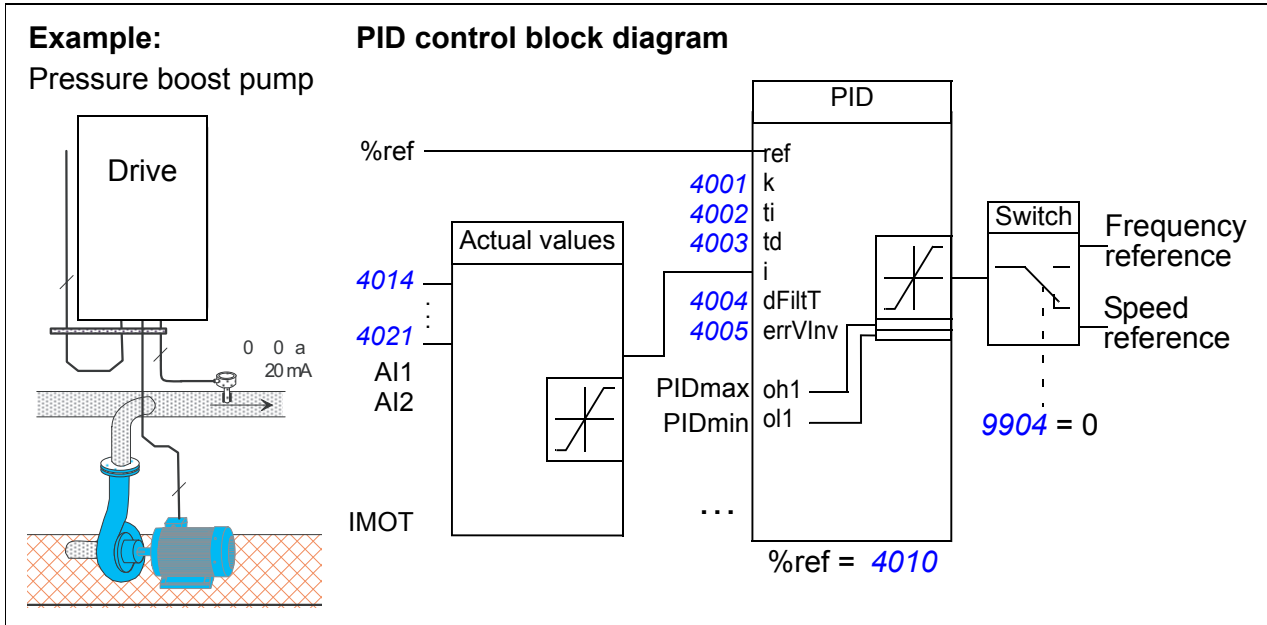 Example:
PID control block diagram
Pressure boost pump
Drive
0 0 a
20 mA
%ref
Actual values
4014
4021
AI1
AI2
IMOT
PID
ref
4001 k
4002 ti
4003 td
i
4004 dFiltT
4005 errVInv
PIDmax oh1
PIDmin ol1
...
%ref = 4010
Switch
Frequency
reference
Speed
reference
9904 = 0